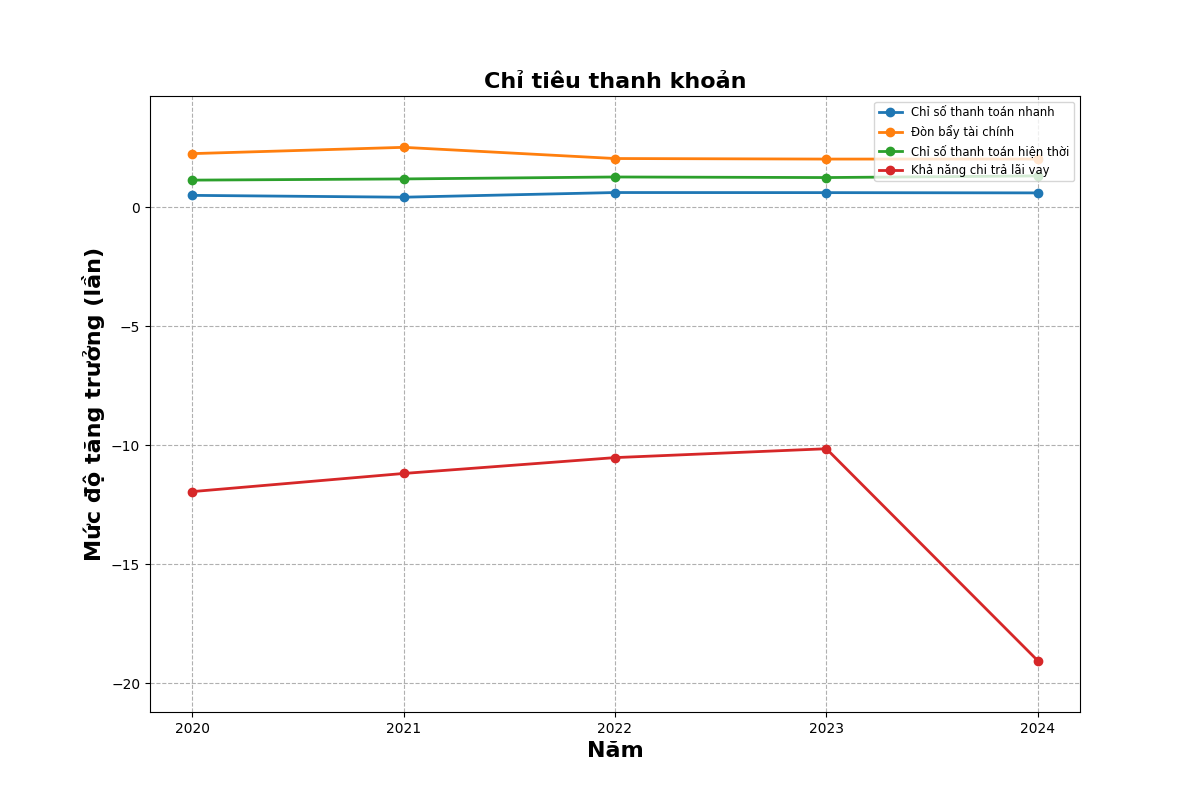 Chỉ tiêu thanh khoản
Chỉ số thanh toán nhanh
Đòn bẩy tài chính
Chỉ số thanh toán hiện thời
Khả năng chi trả lãi vay
Mức độ tăng trưởng (lần)
0
−5
−10
−15
−20
2020 2021 2022 2023 2024
Năm